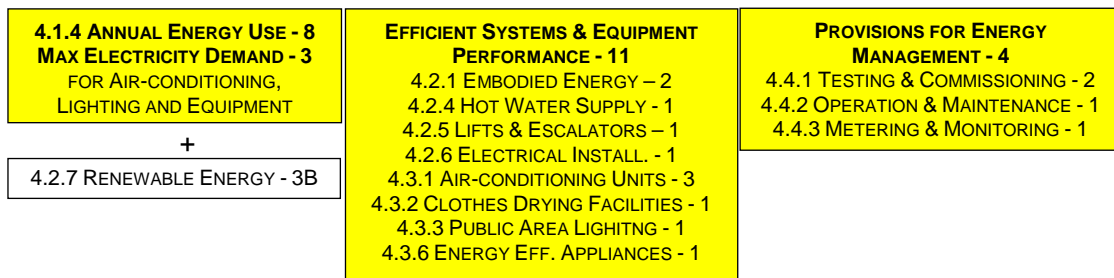 4.1.4 ANNUAL ENERGY USE - 8
MAX ELECTRICITY DEMAND - 3
FOR AIR-CONDITIONING,
LIGHTING AND EQUIPMENT
+
4.2.7 RENEWABLE ENERGY - 3B
EFFICIENT SYSTEMS & EQUIPMENT
PERFORMANCE - 11
4.2.1 EMBODIED ENERGY – 2
4.2.4 HOT WATER SUPPLY - 1
4.2.5 LIFTS & ESCALATORS – 1
4.2.6 ELECTRICAL INSTALL. - 1
4.3.1 AIR-CONDITIONING UNITS - 3
4.3.2 CLOTHES DRYING FACILITIES - 1
4.3.3 PUBLIC AREA LIGHITNG - 1
4.3.6 ENERGY EFF. APPLIANCES - 1
PROVISIONS FOR ENERGY
MANAGEMENT - 4
4.4.1 TESTING & COMMISSIONING - 2
4.4.2 OPERATION & MAINTENANCE - 1
4.4.3 METERING & MONITORING - 1